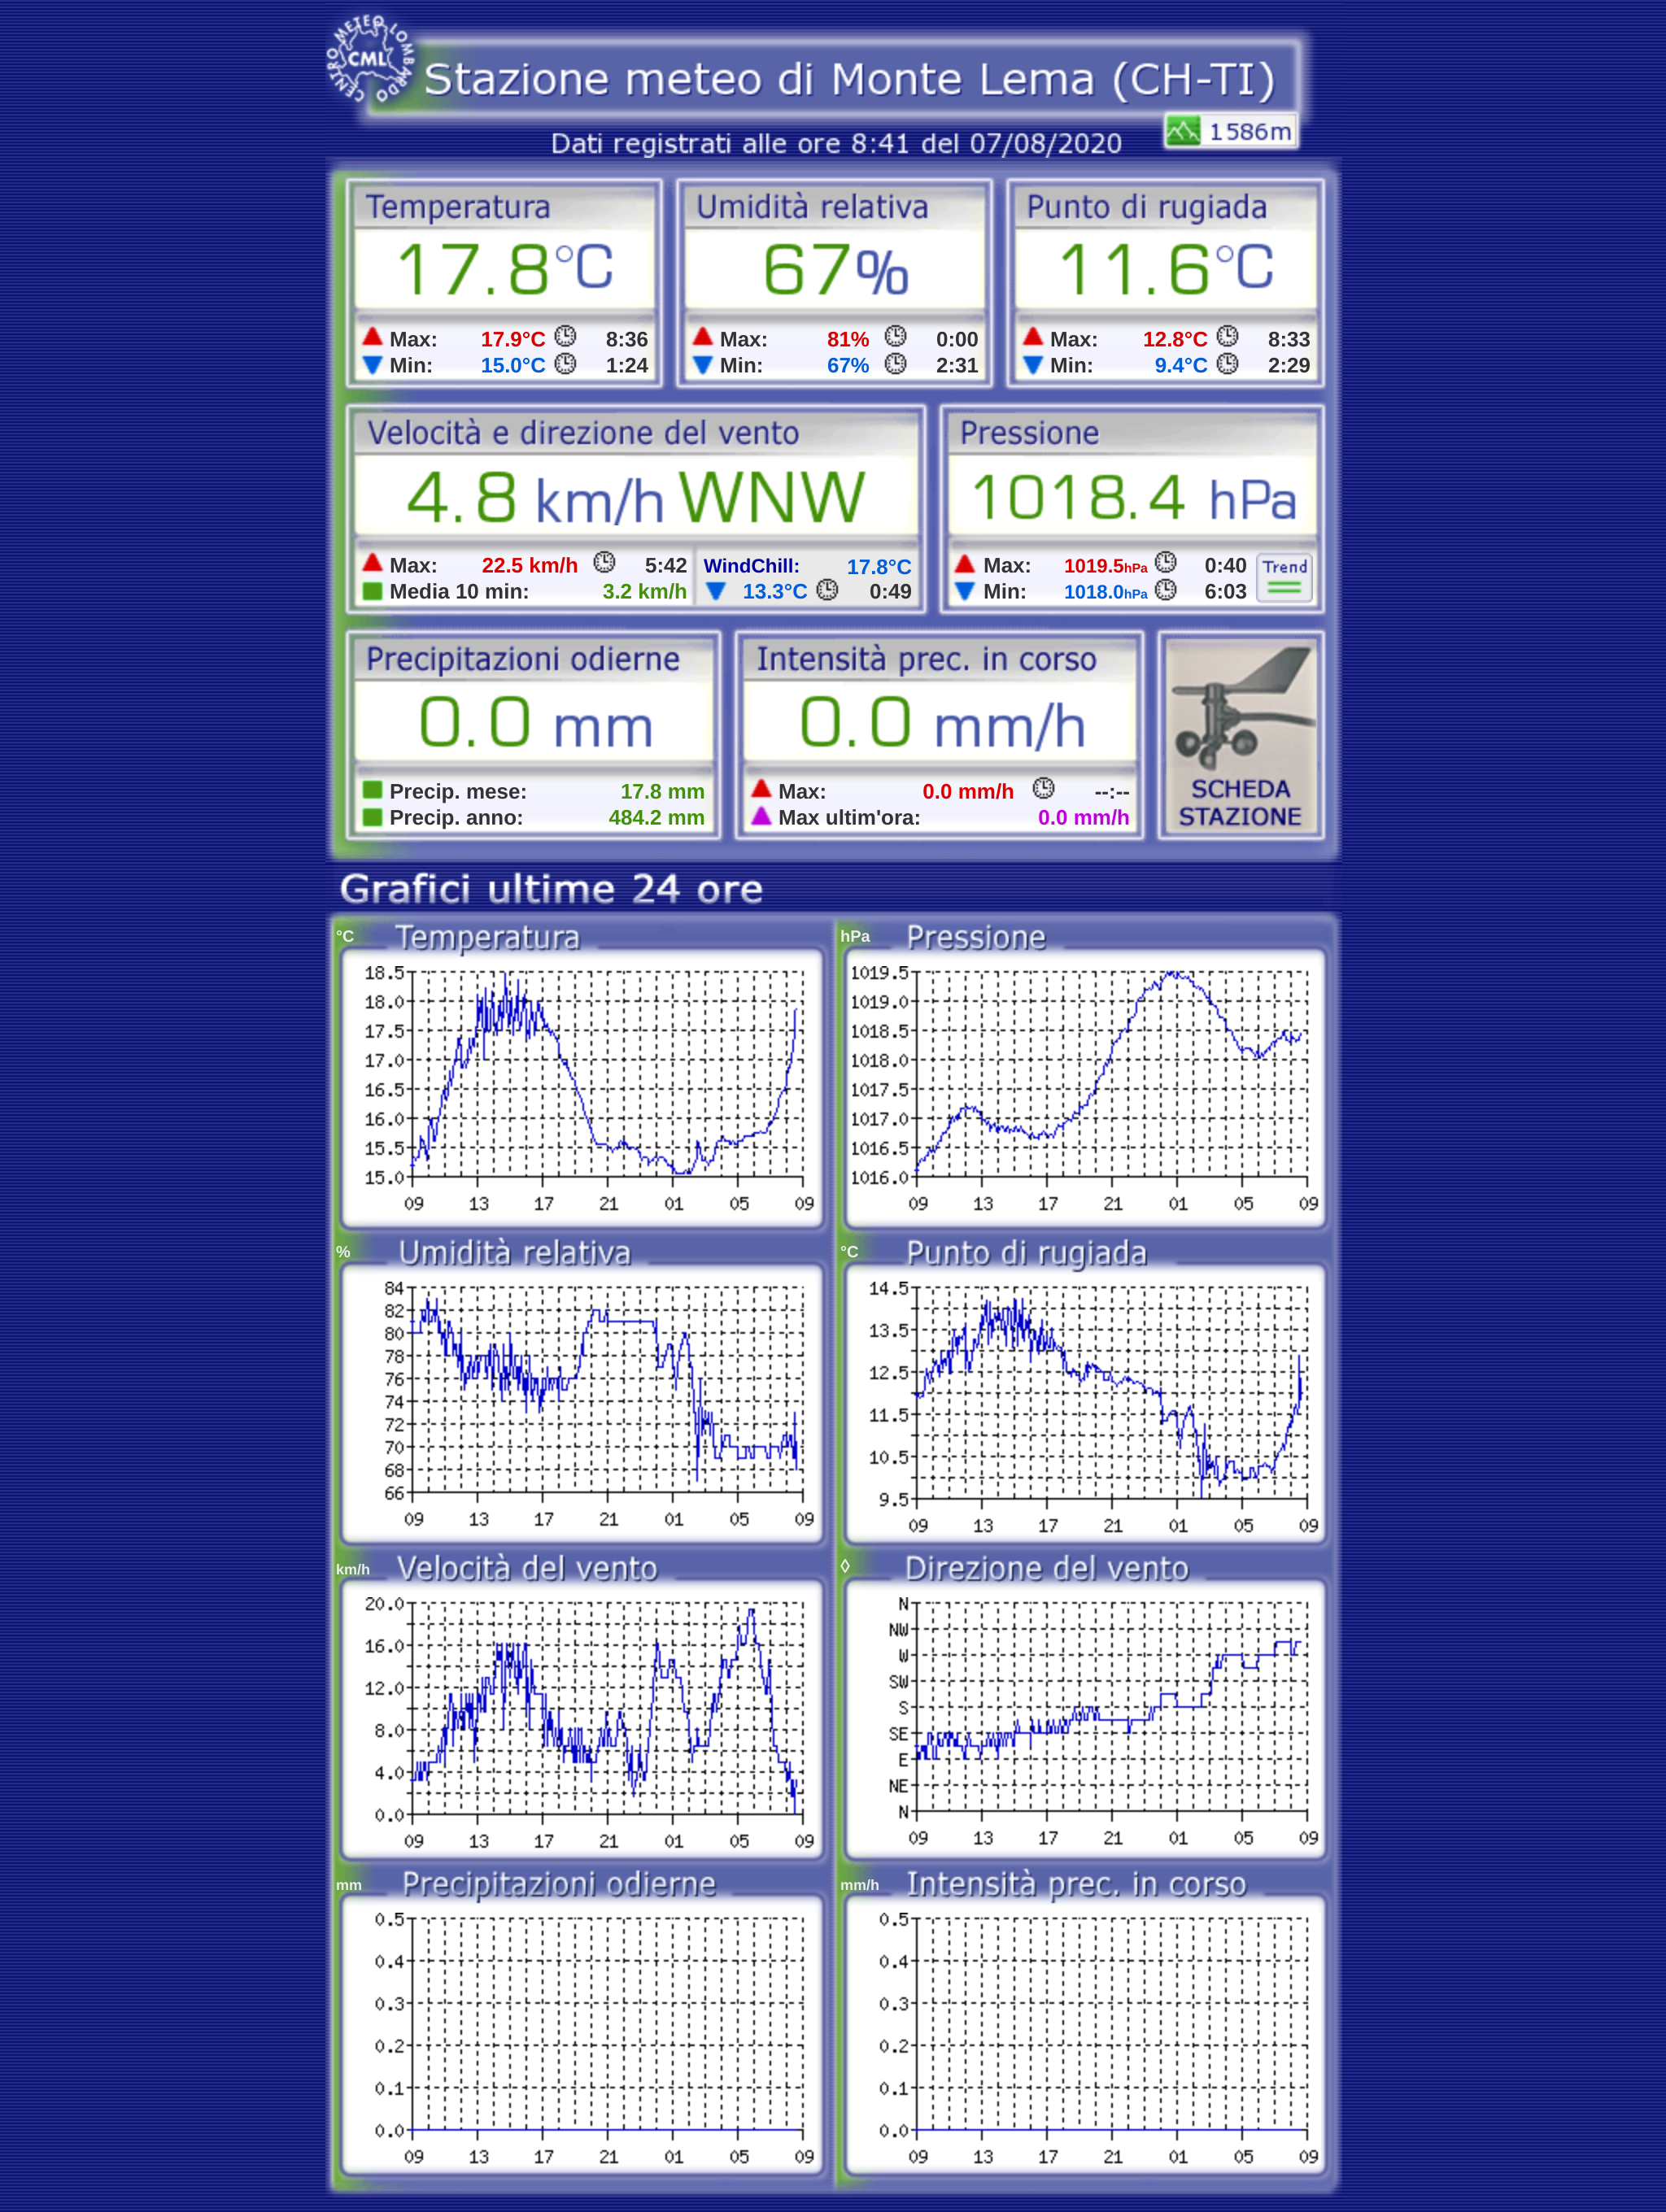 CENTRO METEO LOMBARDO
CML
Stazione meteo di Monte Lema (CH-TI)
1586m
Dati registrati alle ore 8:41 del 07/08/2020
Temperatura Umidità relativa Punto di rugiada
17.8°C 67% 11.6°C
Max: 17.9°C 8:36 Max: 81% 0:00 Max: 12.8°C 8:33
Min: 15.0°C 1:24 Min: 67% 2:31 Min: 9.4°C 2:29
Velocità e direzione del vento Pressione
4.8 km/h WNW 1018.4 hPa
Max: 22.5 km/h 5:42 WindChill: 17.8°C Max: 1019.5hPa 0:40 Trend
Media 10 min: 3.2 km/h 13.3°C 0:49 Min: 1018.0hPa 6:03
Precipitazioni odierne Intensità prec. in corso
0.0 mm 0.0 mm/h
Precip. mese: 17.8 mm Max: 0.0 mm/h --:-- SCHEDA
Precip. anno: 484.2 mm Max ultim'ora: 0.0 mm/h STAZIONE
Grafici ultime 24 ore
°C Temperatura
18.5
18.0
17.5
17.0
16.5
16.0
15.5
15.0
09 13 17 21 01 05 09
hPa Pressione
1019.5
1019.0
1018.5
1018.0
1017.5
1017.0
1016.5
1016.0
09 13 17 21 01 05 09
% Umidità relativa
84
82
80
78
76
74
72
70
68
66
09 13 17 21 01 05 09
°C Punto di rugiada
14.5
13.5
12.5
11.5
10.5
9.5
09 13 17 21 01 05 09
km/h Velocità del vento
20.0
16.0
12.0
8.0
4.0
0.0
09 13 17 21 01 05 09
◊ Direzione del vento
N
NW
W
SW
S
SE
E
NE
N
09 13 17 21 01 05 09
mm Precipitazioni odierne
0.5
0.4
0.3
0.2
0.1
0.0
09 13 17 21 01 05 09
mm/h Intensità prec. in corso
0.5
0.4
0.3
0.2
0.1
0.0
09 13 17 21 01 05 09